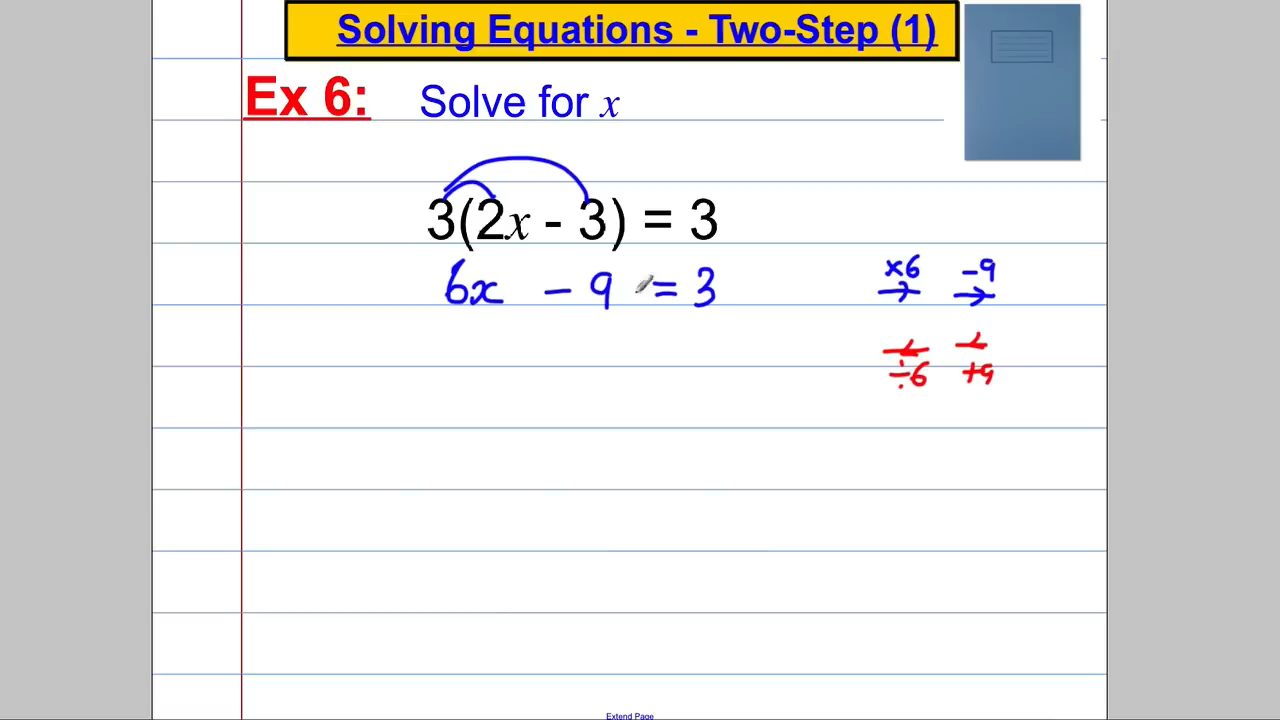 Solving Equations - Two-Step (1)
Ex 6: Solve for x
3(2x - 3) = 3
6x - 9 = 3
×6 -9
÷6 +9
Extend Page